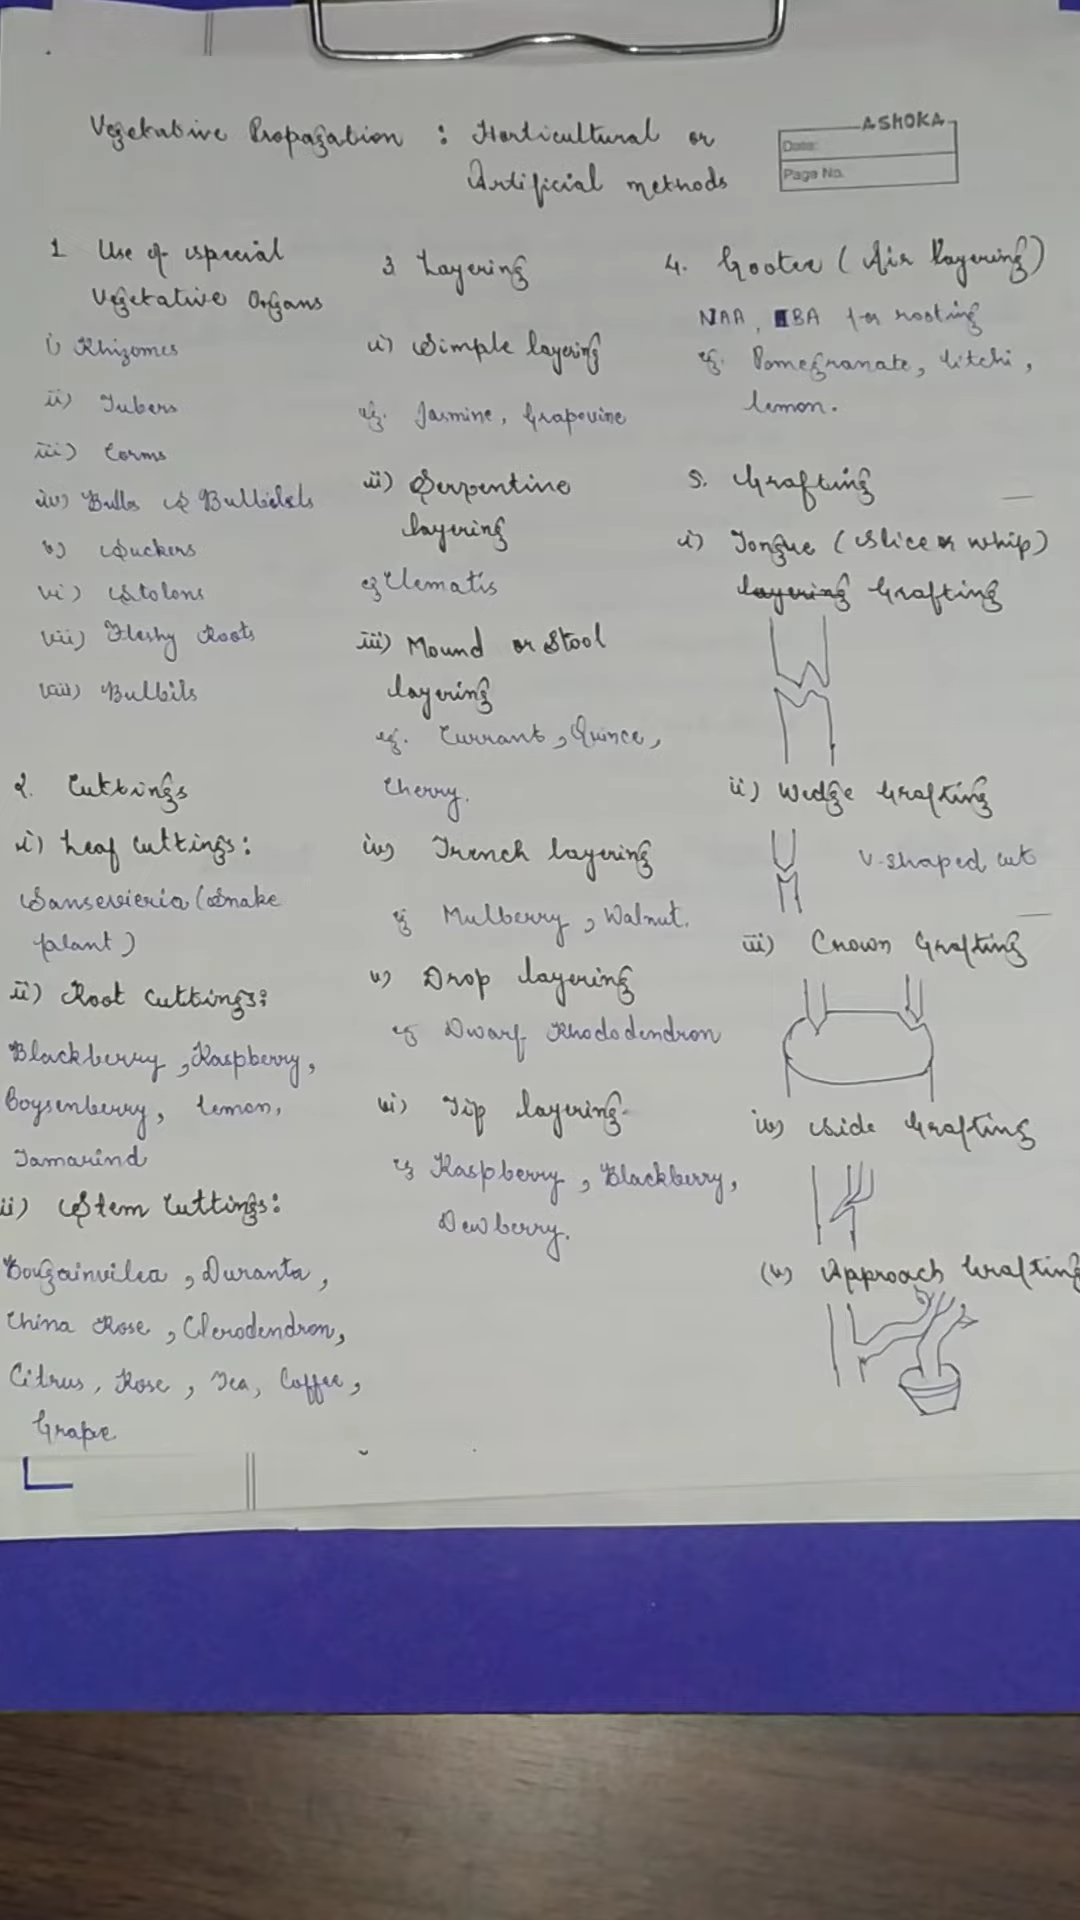 Vegetative Propagation : Horticultural or
Artificial methods
ASHOKA
Date:
Page No.
1 Use of special
Vegetative Organs
i) Rhizomes
ii) Tubers
iii) Corms
iv) Bulbs & Bulblets
v) Suckers
vi) Stolons
vii) Fleshy Roots
viii) Bulbils
2. Cuttings
i) Leaf cuttings:
Sansevieria (Snake
plant)
ii) Root cuttings:
Blackberry, Raspberry,
Boysenberry, lemon,
Tamarind
ii) Stem Cuttings:
Bougainvilea, Duranta,
China Rose, Clerodendron,
Citrus, Rose, Tea, Coffee,
Grape
3. Layering
i) Simple layering
eg. Jasmine, Grapevine
ii) Serpentine
layering
eg Clematis
iii) Mound or Stool
layering
eg. Currant, Quince,
Cherry.
iv) Trench layering
eg Mulberry, Walnut.
v) Drop layering
eg Dwarf Rhododendron
vi) Tip layering
eg Raspberry, Blackberry,
Dewberry.
4. Gootee (Air layering)
NAA, IBA for rooting
eg. Pomegranate, litchi,
lemon.
5. Grafting
i) Tongue (Slice or whip)
layering Grafting
ii) Wedge Grafting
V-shaped cut
iii) Crown Grafting
iv) Side Grafting
(v) Approach Grafting